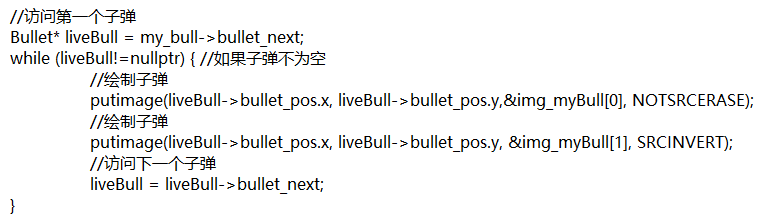 //访问第一个子弹
Bullet* liveBull = my_bull->bullet_next;
while (liveBull!=nullptr) { //如果子弹不为空
//绘制子弹
putimage(liveBull->bullet_pos.x, liveBull->bullet_pos.y,&img_myBull[0], NOTSRCERASE);
//绘制子弹
putimage(liveBull->bullet_pos.x, liveBull->bullet_pos.y, &img_myBull[1], SRCINVERT);
//访问下一个子弹
liveBull = liveBull->bullet_next;
}